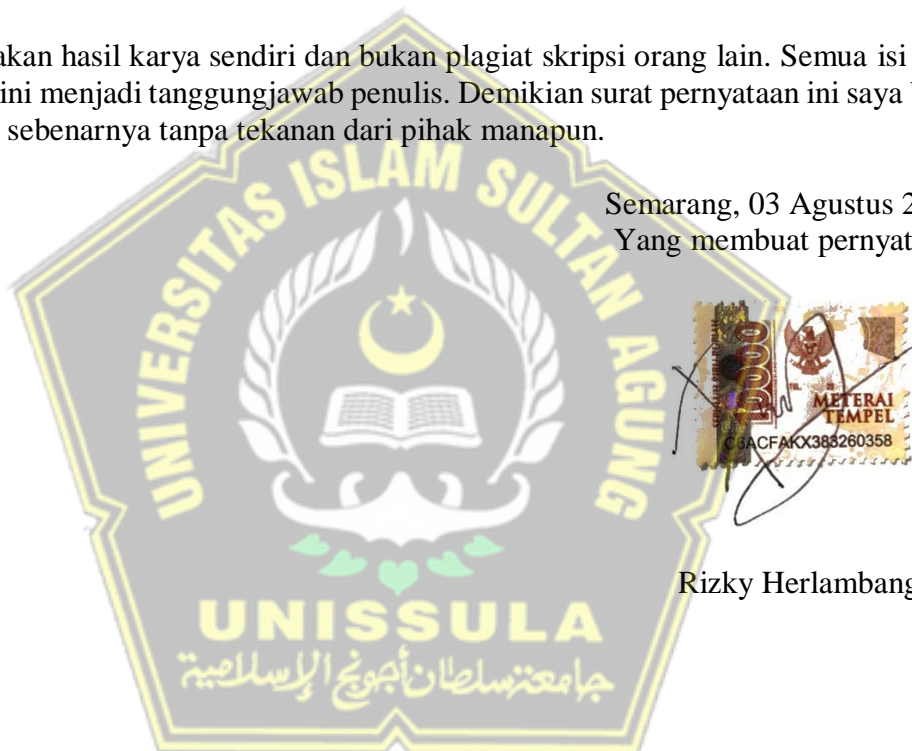 akan hasil karya sendiri dan bukan plagiat skripsi orang lain. Semua isi
ini menjadi tanggungjawab penulis. Demikian surat pernyataan ini saya
sebenarnya tanpa tekanan dari pihak manapun.
Semarang, 03 Agustus 2
Yang membuat pernyat
UNIVERSITAS ISLAM SULTAN AGUNG
10000
METERAI
TEMPEL
C6ACFAKX383260358
Rizky Herlambang
UNISSULA
جامعة سلطان أجونج الإسلامية